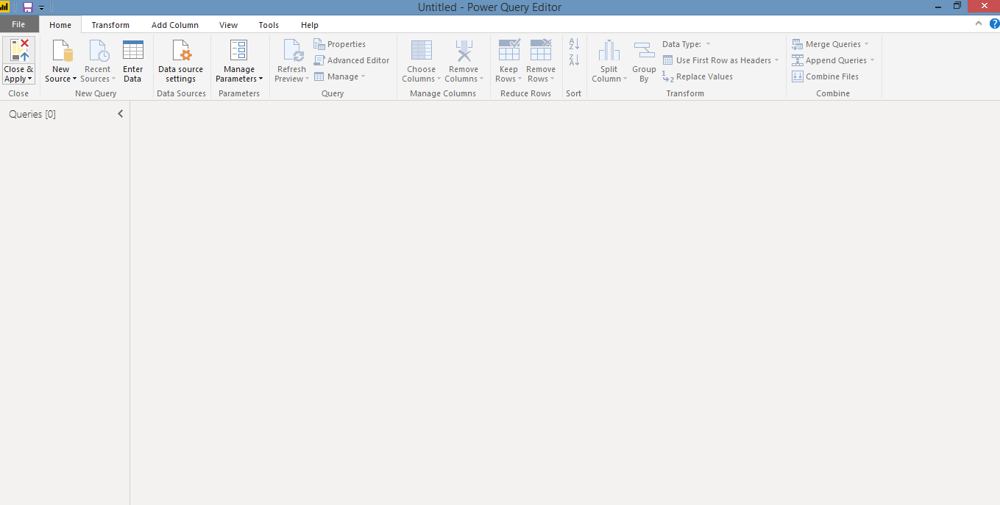 Untitled - Power Query Editor
File Home Transform Add Column View Tools Help
Close & Apply
New Source
Recent Sources
Enter Data
Data source settings
Manage Parameters
Refresh Preview
Properties
Advanced Editor
Manage
Choose Columns
Remove Columns
Keep Rows
Remove Rows
A Z
Z A
Split Column
Group By
Data Type:
Use First Row as Headers
1 2 Replace Values
Merge Queries
Append Queries
Combine Files
Close New Query Data Sources Parameters Query Manage Columns Reduce Rows Sort Transform Combine
Queries [0]